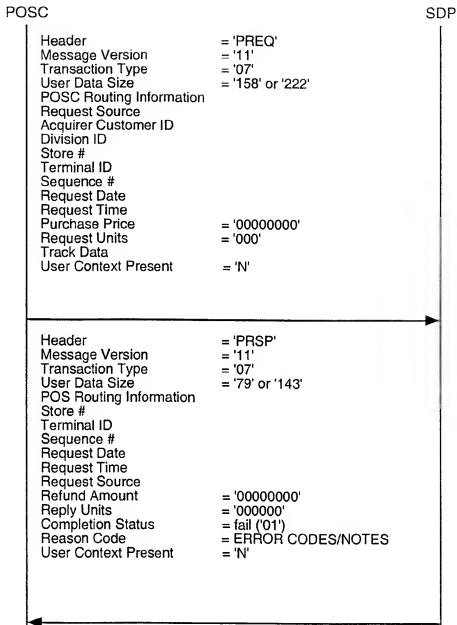 POSC SDP
Header = 'PREQ'
Message Version = '11'
Transaction Type = '07'
User Data Size = '158' or '222'
POSC Routing Information
Request Source
Acquirer Customer ID
Division ID
Store #
Terminal ID
Sequence #
Request Date
Request Time
Purchase Price = '00000000'
Request Units = '000'
Track Data
User Context Present = 'N'
Header = 'PRSP'
Message Version = '11'
Transaction Type = '07'
User Data Size = '79' or '143'
POS Routing Information
Store #
Terminal ID
Sequence #
Request Date
Request Time
Request Source
Refund Amount = '00000000'
Reply Units = '000000'
Completion Status = fail ('01')
Reason Code = ERROR CODES/NOTES
User Context Present = 'N'